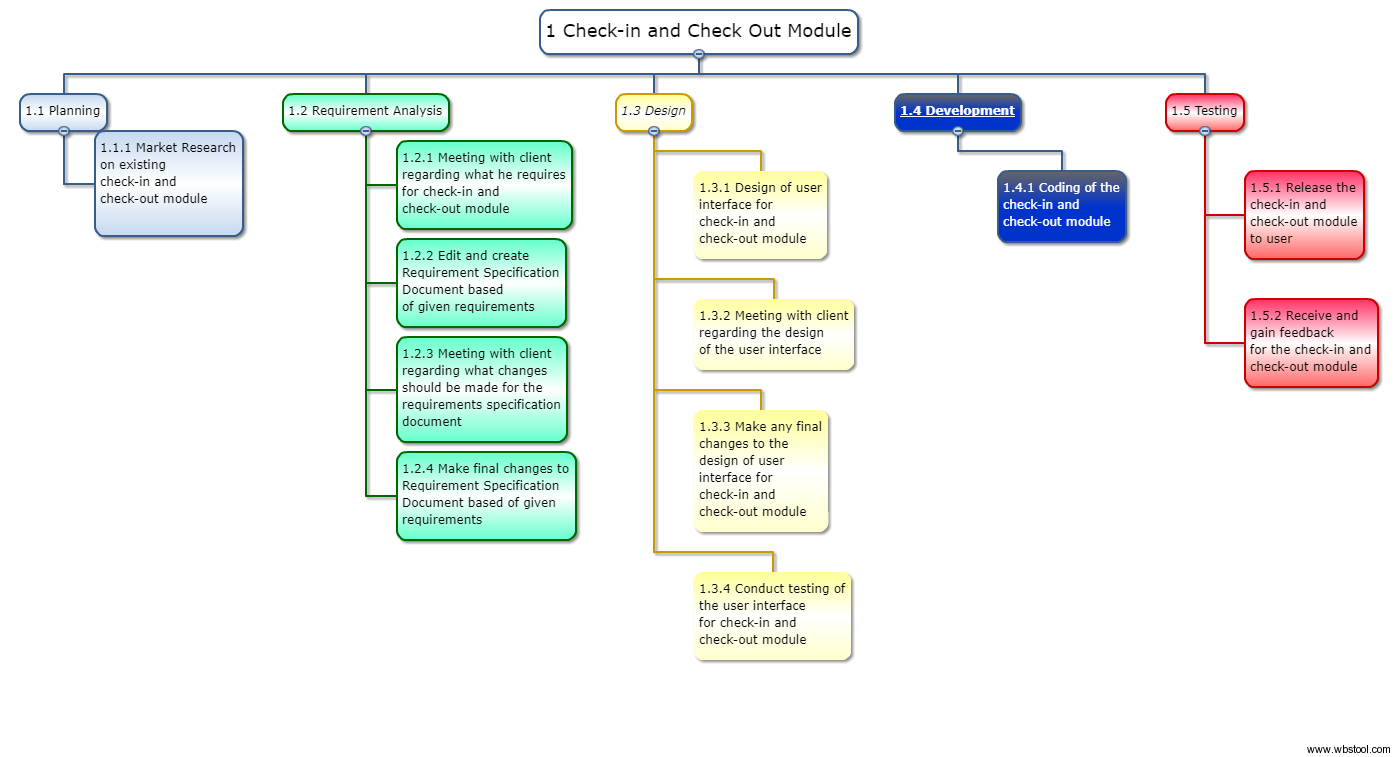 1 Check-in and Check Out Module
1.1 Planning
1.1.1 Market Research
on existing
check-in and
check-out module
1.2 Requirement Analysis
1.2.1 Meeting with client
regarding what he requires
for check-in and
check-out module
1.2.2 Edit and create
Requirement Specification
Document based
of given requirements
1.2.3 Meeting with client
regarding what changes
should be made for the
requirements specification
document
1.2.4 Make final changes to
Requirement Specification
Document based of given
requirements
1.3 Design
1.3.1 Design of user
interface for
check-in and
check-out module
1.3.2 Meeting with client
regarding the design
of the user interface
1.3.3 Make any final
changes to the
design of user
interface for
check-in and
check-out module
1.3.4 Conduct testing of
the user interface
for check-in and
check-out module
1.4 Development
1.4.1 Coding of the
check-in and
check-out module
1.5 Testing
1.5.1 Release the
check-in and
check-out module
to user
1.5.2 Receive and
gain feedback
for the check-in and
check-out module
www.wbstool.com